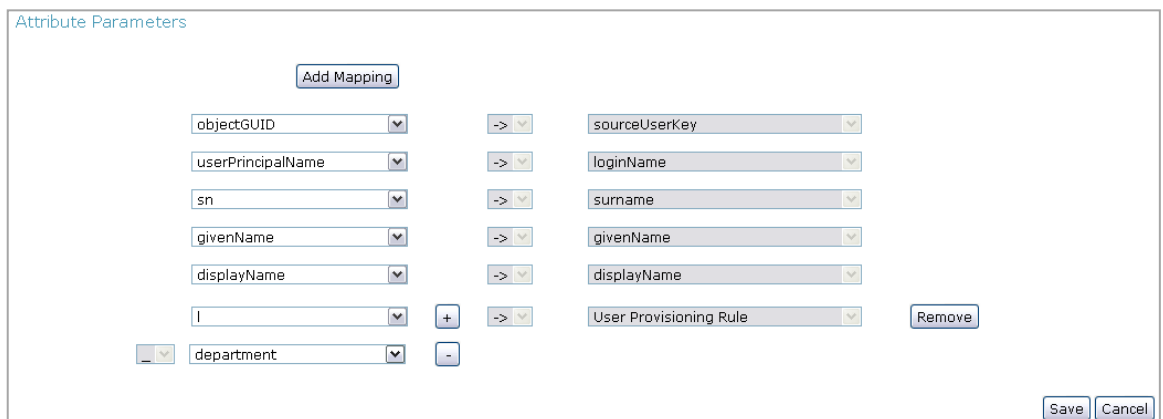 Attribute Parameters
Add Mapping
objectGUID -> sourceUserKey
userPrincipalName -> loginName
sn -> surname
givenName -> givenName
displayName -> displayName
l + -> User Provisioning Rule Remove
_ department -
Save Cancel